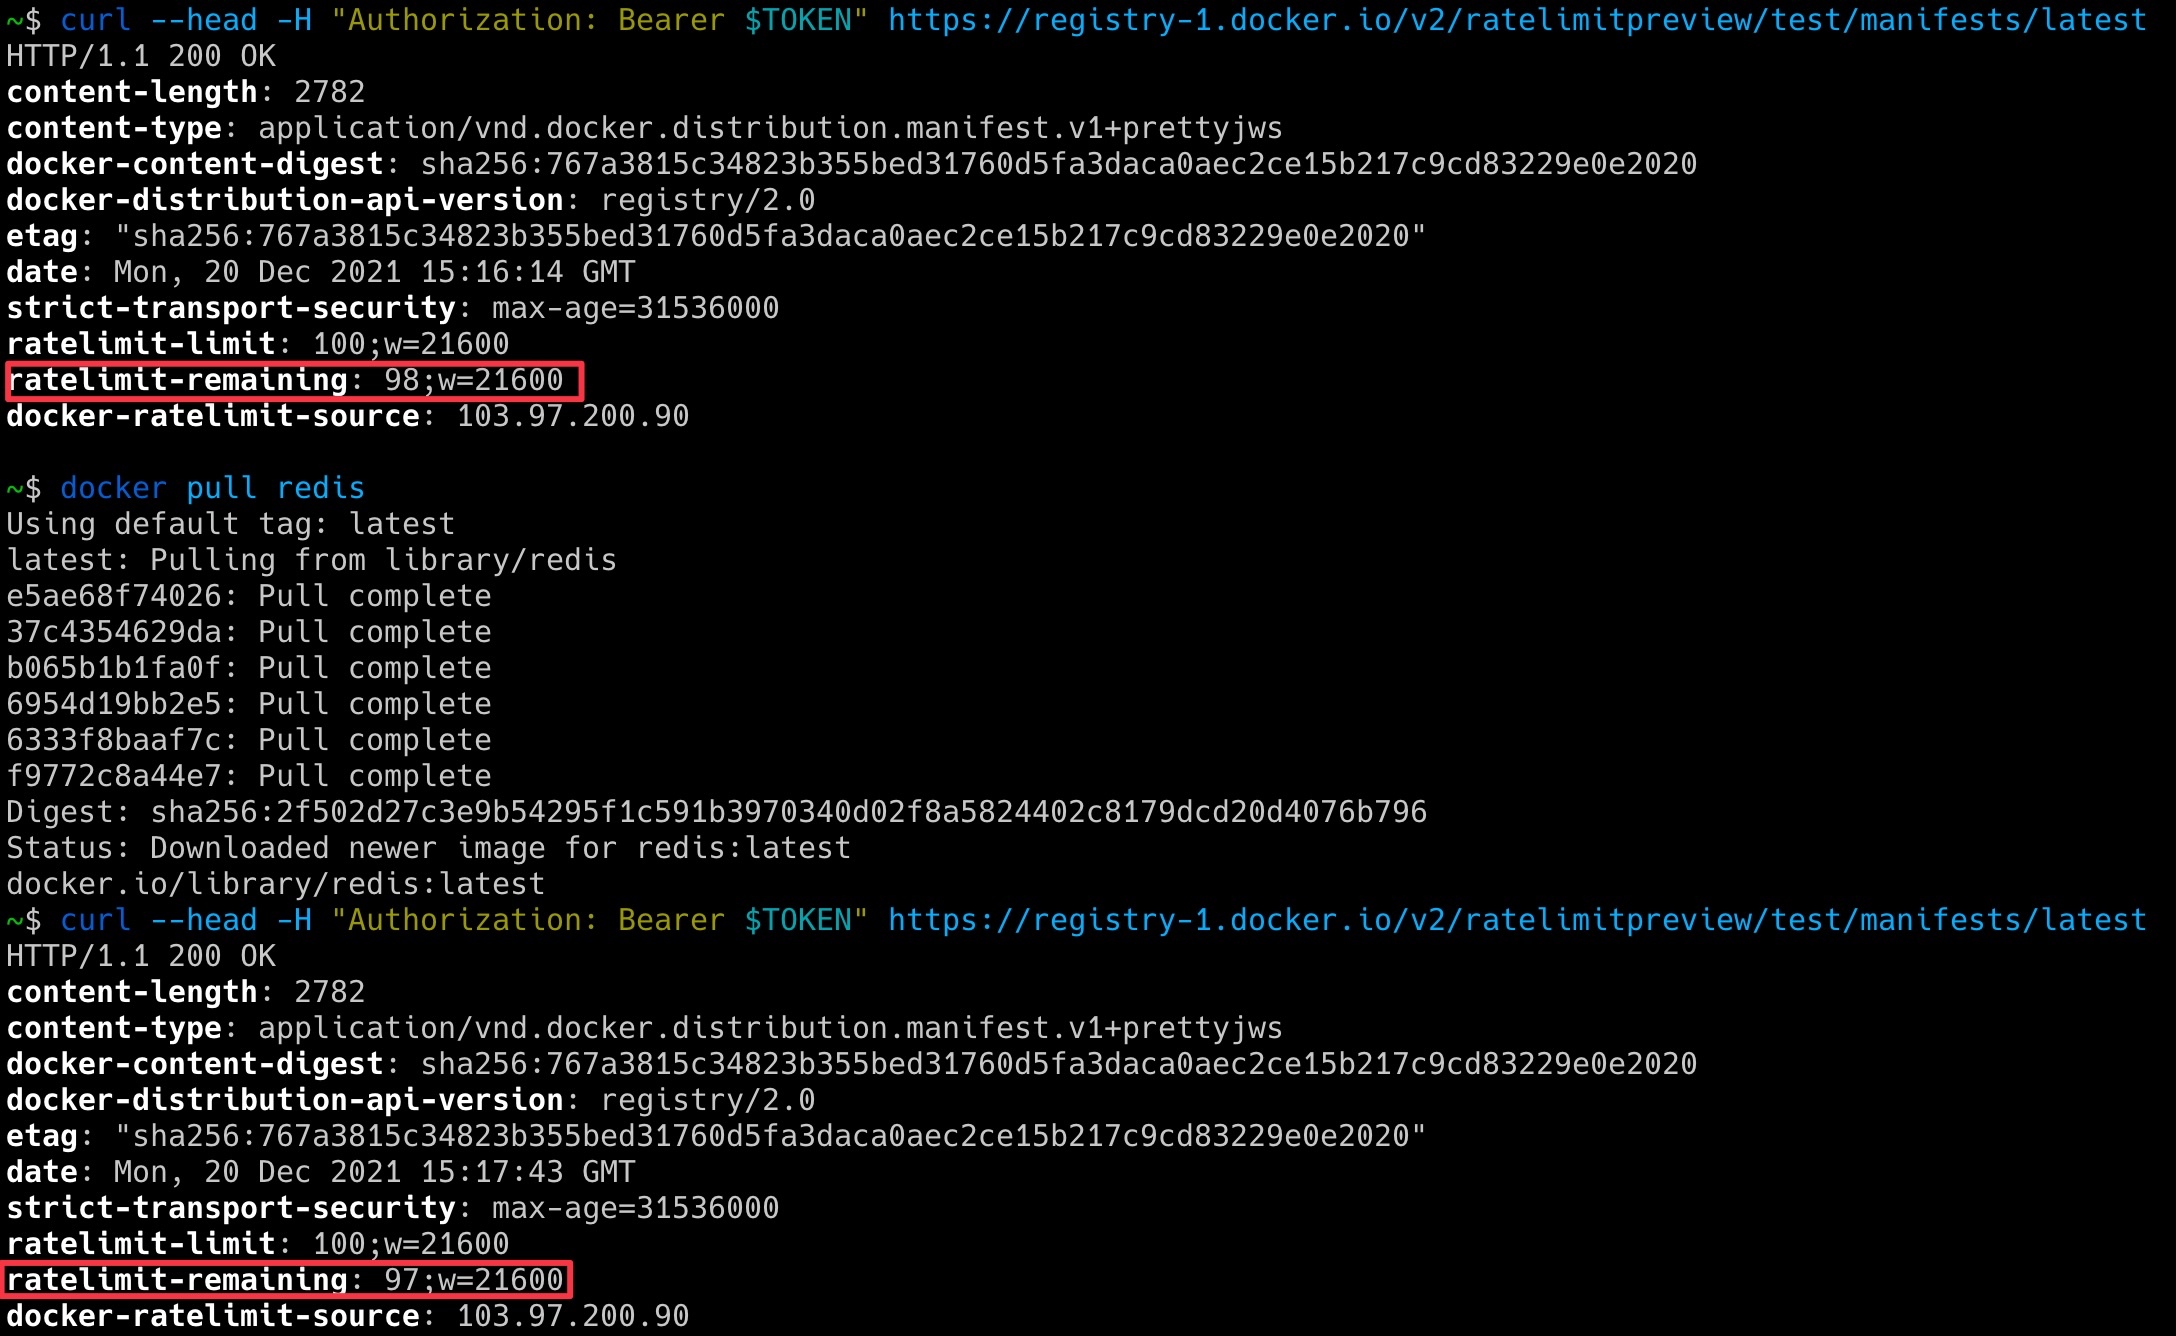 ~$ curl --head -H "Authorization: Bearer $TOKEN" https://registry-1.docker.io/v2/ratelimitpreview/test/manifests/latest
HTTP/1.1 200 OK
content-length: 2782
content-type: application/vnd.docker.distribution.manifest.v1+prettyjws
docker-content-digest: sha256:767a3815c34823b355bed31760d5fa3daca0aec2ce15b217c9cd83229e0e2020
docker-distribution-api-version: registry/2.0
etag: "sha256:767a3815c34823b355bed31760d5fa3daca0aec2ce15b217c9cd83229e0e2020"
date: Mon, 20 Dec 2021 15:16:14 GMT
strict-transport-security: max-age=31536000
ratelimit-limit: 100;w=21600
ratelimit-remaining: 98;w=21600
docker-ratelimit-source: 103.97.200.90
~$ docker pull redis
Using default tag: latest
latest: Pulling from library/redis
e5ae68f74026: Pull complete
37c4354629da: Pull complete
b065b1b1fa0f: Pull complete
6954d19bb2e5: Pull complete
6333f8baaf7c: Pull complete
f9772c8a44e7: Pull complete
Digest: sha256:2f502d27c3e9b54295f1c591b3970340d02f8a5824402c8179dcd20d4076b796
Status: Downloaded newer image for redis:latest
docker.io/library/redis:latest
~$ curl --head -H "Authorization: Bearer $TOKEN" https://registry-1.docker.io/v2/ratelimitpreview/test/manifests/latest
HTTP/1.1 200 OK
content-length: 2782
content-type: application/vnd.docker.distribution.manifest.v1+prettyjws
docker-content-digest: sha256:767a3815c34823b355bed31760d5fa3daca0aec2ce15b217c9cd83229e0e2020
docker-distribution-api-version: registry/2.0
etag: "sha256:767a3815c34823b355bed31760d5fa3daca0aec2ce15b217c9cd83229e0e2020"
date: Mon, 20 Dec 2021 15:17:43 GMT
strict-transport-security: max-age=31536000
ratelimit-limit: 100;w=21600
ratelimit-remaining: 97;w=21600
docker-ratelimit-source: 103.97.200.90